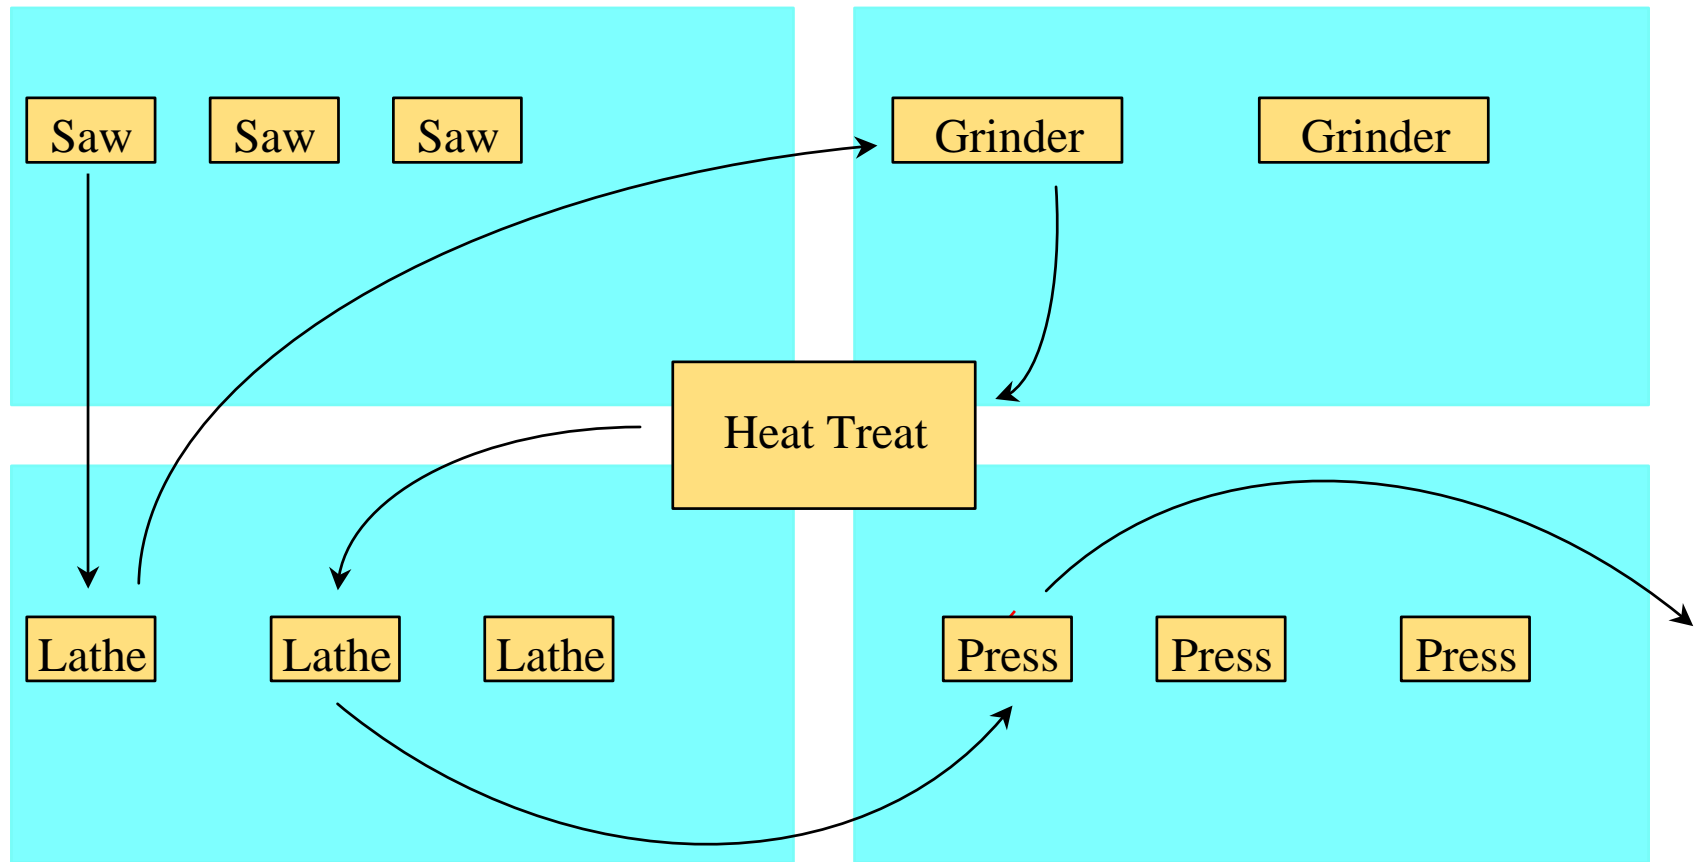 Saw Saw Saw
Grinder Grinder
Heat Treat
Lathe Lathe Lathe
Press Press Press